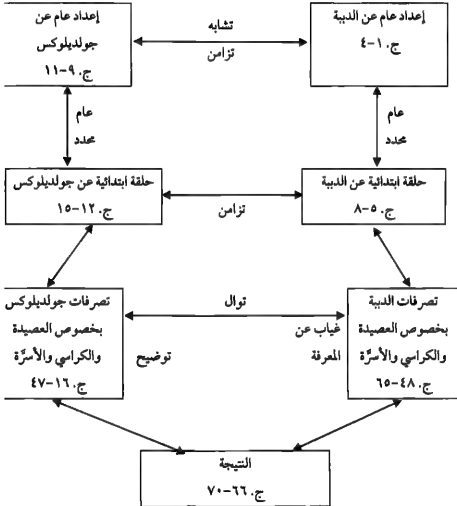 إعداد عام عن الدببة
ج. ١-٤
تشابه
تزامن
إعداد عام عن
جولديلوكس
ج. ٩-١١
عام
محدد
عام
محدد
حلقة ابتدائية عن الدببة
ج. ٥-٨
تزامن
حلقة ابتدائية عن جولديلوكس
ج. ١٢-١٥
تصرفات الدببة
بخصوص العصيدة
والكراسي والأسرَّة
ج. ٤٨-٦٥
توال
غياب عن
المعرفة
توضيح
تصرفات جولديلوكس
بخصوص العصيدة
والكراسي والأسرَّة
ج. ١٦-٤٧
النتيجة
ج. ٦٦-٧٠